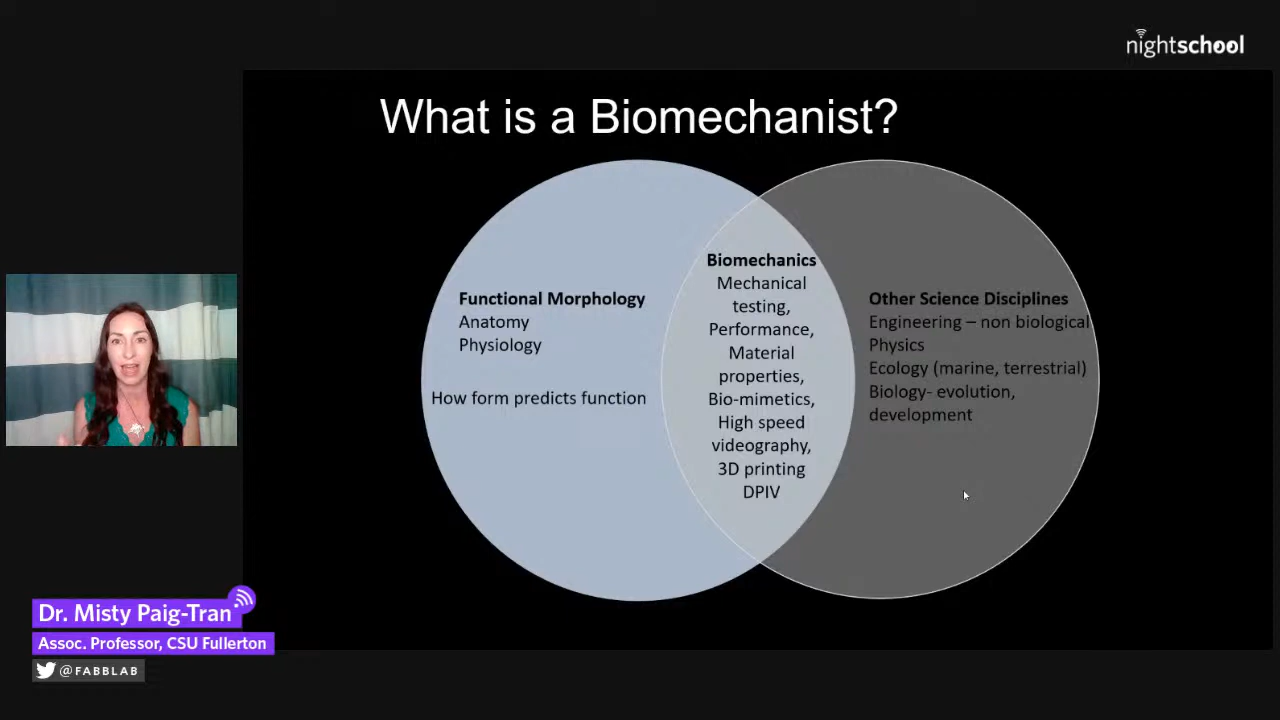 nightschool
What is a Biomechanist?
Functional Morphology
Anatomy
Physiology
How form predicts function
Biomechanics
Mechanical
testing,
Performance,
Material
properties,
Bio-mimetics,
High speed
videography,
3D printing
DPIV
Other Science Disciplines
Engineering – non biological
Physics
Ecology (marine, terrestrial)
Biology- evolution,
development
Dr. Misty Paig-Tran
Assoc. Professor, CSU Fullerton
@FABBLAB